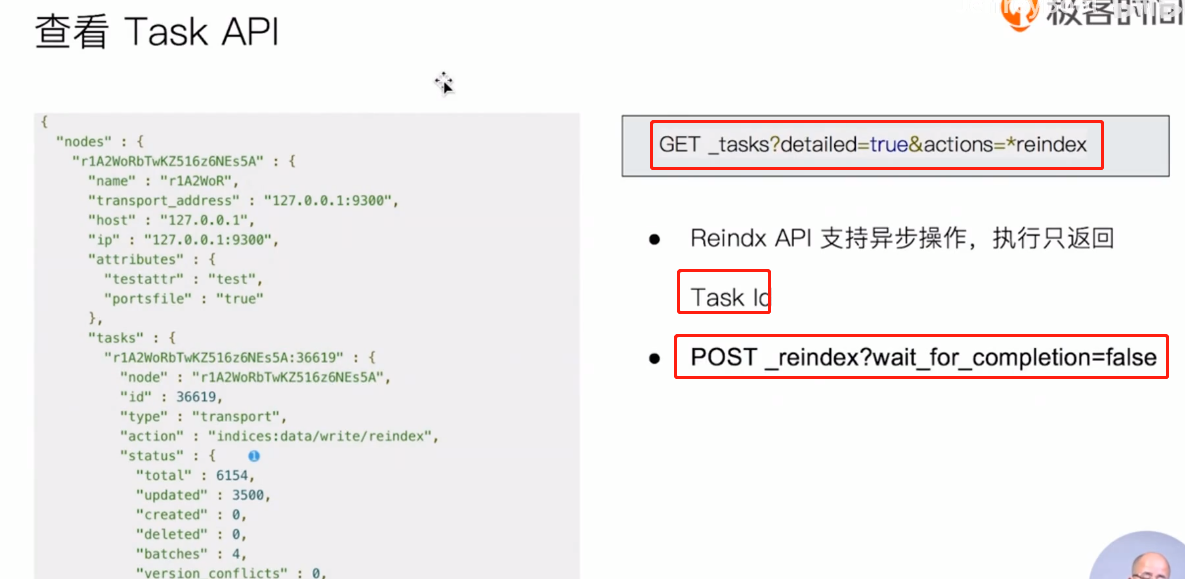 查看 Task API
极客时间
{
"nodes" : {
"r1A2WoRbTwKZ516z6NEs5A" : {
"name" : "r1A2WoR",
"transport_address" : "127.0.0.1:9300",
"host" : "127.0.0.1",
"ip" : "127.0.0.1:9300",
"attributes" : {
"testattr" : "test",
"portsfile" : "true"
},
"tasks" : {
"r1A2WoRbTwKZ516z6NEs5A:36619" : {
"node" : "r1A2WoRbTwKZ516z6NEs5A",
"id" : 36619,
"type" : "transport",
"action" : "indices:data/write/reindex",
"status" : { 1
"total" : 6154,
"updated" : 3500,
"created" : 0,
"deleted" : 0,
"batches" : 4,
"version_conflicts" : 0,
GET _tasks?detailed=true&actions=*reindex
● Reindx API 支持异步操作，执行只返回
Task Id
● POST _reindex?wait_for_completion=false